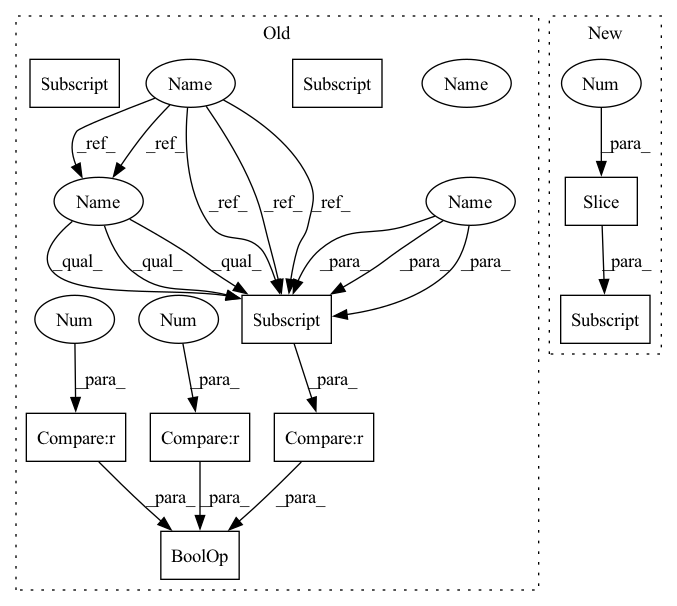 Old
New
Subscript
Name
Subscript
Name
Num
_ref_
_ref_
_para_
Name
_ref_
_ref_
_ref_
Name
Slice
_qual_
_qual_
_qual_
_para_
_para_
_para_
_para_
Num
Num
Subscript
Subscript
_para_
_para_
_para_
Compare:r
Compare:r
Compare:r
_para_
_para_
_para_
BoolOp